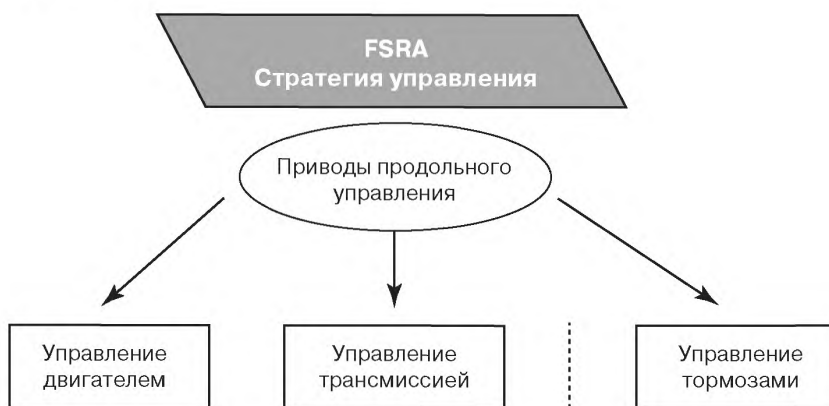 FSRA
Стратегия управления
Приводы продольного
управления
Управление
двигателем
Управление
трансмиссией
Управление
тормозами